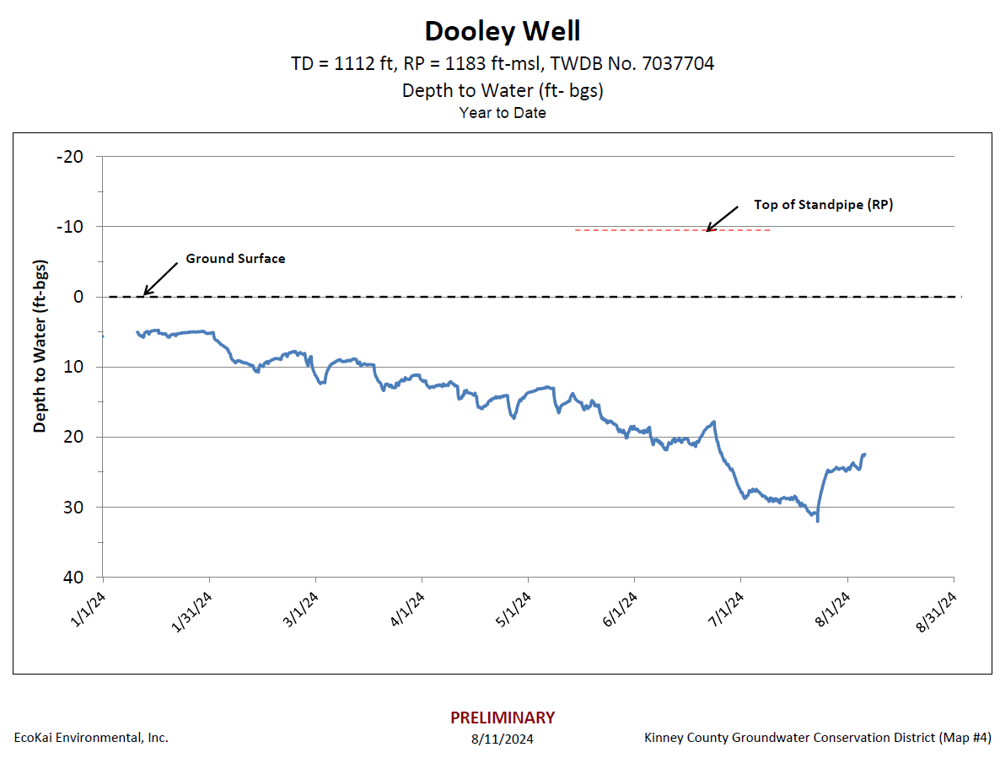 Dooley Well
TD = 1112 ft, RP = 1183 ft-msl, TWDB No. 7037704
Depth to Water (ft- bgs)
Year to Date
-20
-10
0
10
20
30
40
Depth to Water (ft-bgs)
Top of Standpipe (RP)
Ground Surface
1/1/24
1/31/24
3/1/24
4/1/24
5/1/24
6/1/24
7/1/24
8/1/24
8/31/24
PRELIMINARY
EcoKai Environmental, Inc.
8/11/2024
Kinney County Groundwater Conservation District (Map #4)